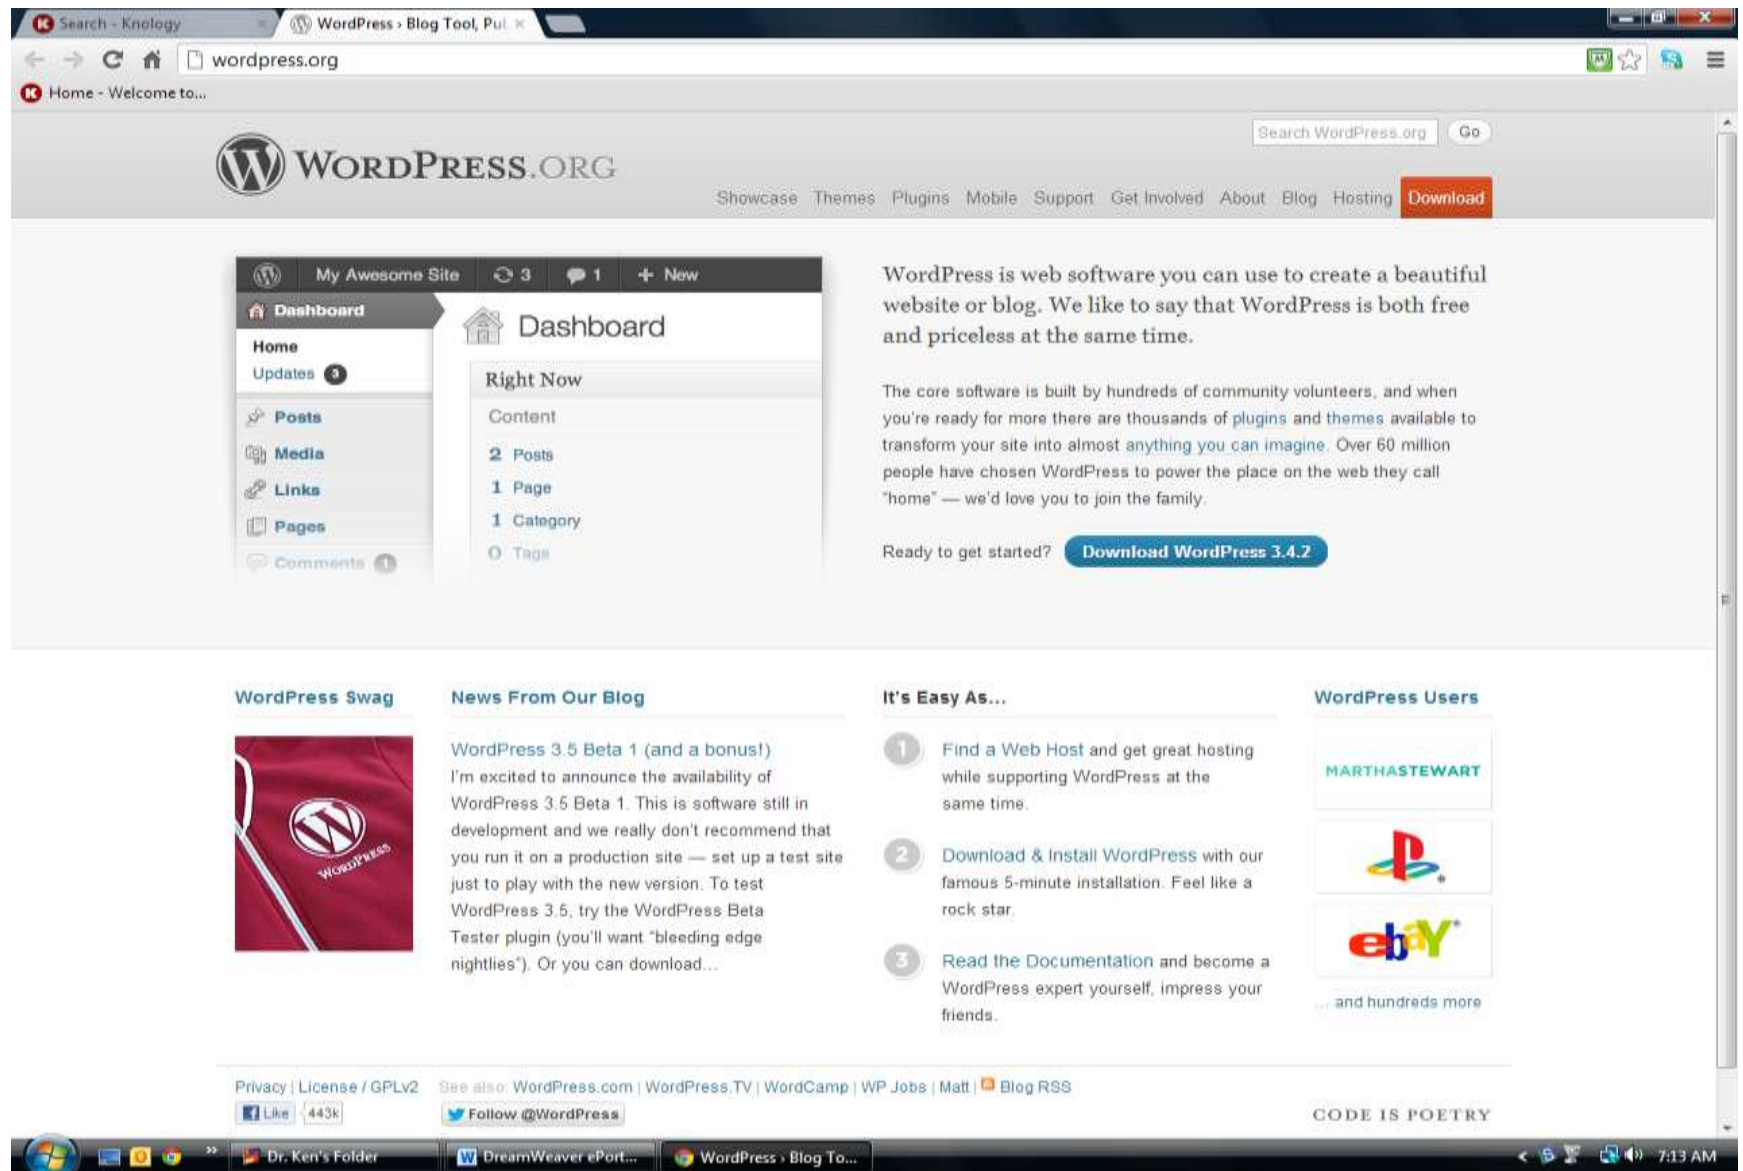 Search - Knology
WordPress › Blog Tool, Pul
wordpress.org
Home - Welcome to...
Search WordPress.org Go
WORDPRESS.ORG
Showcase Themes Plugins Mobile Support Get Involved About Blog Hosting Download
My Awesome Site 3 1 + New
Dashboard
Home
Updates 3
Posts
Media
Links
Pages
Comments 1
Dashboard
Right Now
Content
2 Posts
1 Page
1 Category
0 Tags
WordPress is web software you can use to create a beautiful
website or blog. We like to say that WordPress is both free
and priceless at the same time.
The core software is built by hundreds of community volunteers, and when
you're ready for more there are thousands of plugins and themes available to
transform your site into almost anything you can imagine. Over 60 million
people have chosen WordPress to power the place on the web they call
“home” — we'd love you to join the family.
Ready to get started? Download WordPress 3.4.2
WordPress Swag
WORDPRESS
News From Our Blog
WordPress 3.5 Beta 1 (and a bonus!)
I'm excited to announce the availability of
WordPress 3.5 Beta 1. This is software still in
development and we really don't recommend that
you run it on a production site — set up a test site
just to play with the new version. To test
WordPress 3.5, try the WordPress Beta
Tester plugin (you'll want “bleeding edge
nightlies”). Or you can download...
It's Easy As...
1 Find a Web Host and get great hosting
while supporting WordPress at the
same time.
2 Download & Install WordPress with our
famous 5-minute installation. Feel like a
rock star.
3 Read the Documentation and become a
WordPress expert yourself, impress your
friends.
WordPress Users
MARTHASTEWART
ebaY
... and hundreds more
Privacy | License / GPLv2 See also: WordPress.com | WordPress.TV | WordCamp | WP Jobs | Matt | Blog RSS
Like 443k Follow @WordPress
CODE IS POETRY
Dr. Ken's Folder DreamWeaver ePort... WordPress › Blog To... 7:13 AM